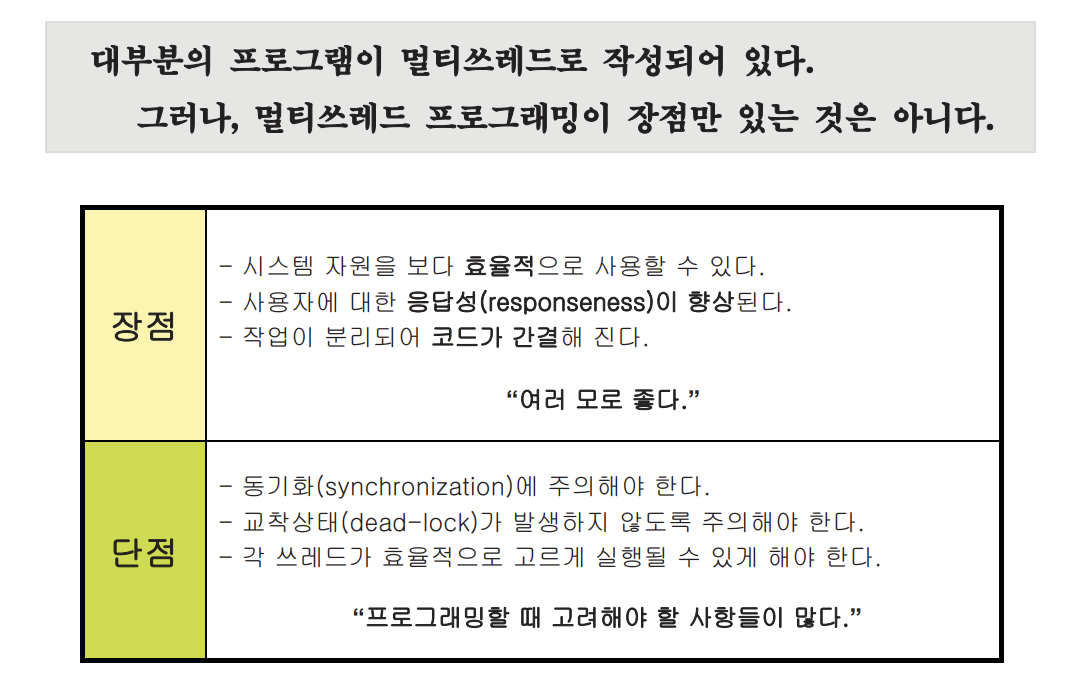 대부분의 프로그램이 멀티쓰레드로 작성되어 있다.
그러나, 멀티쓰레드 프로그래밍이 장점만 있는 것은 아니다.
장점
- 시스템 자원을 보다 효율적으로 사용할 수 있다.
- 사용자에 대한 응답성(responseness)이 향상된다.
- 작업이 분리되어 코드가 간결해 진다.
“여러 모로 좋다.”
단점
- 동기화(synchronization)에 주의해야 한다.
- 교착상태(dead-lock)가 발생하지 않도록 주의해야 한다.
- 각 쓰레드가 효율적으로 고르게 실행될 수 있게 해야 한다.
“프로그래밍할 때 고려해야 할 사항들이 많다.”